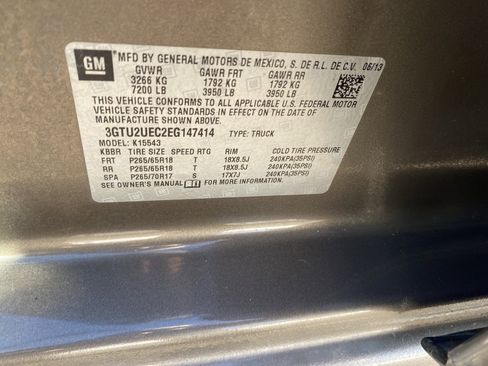 GM
MFD BY GENERAL MOTORS DE MEXICO, S. DE R.L. DE C.V. 06/13
GVWR GAWR FRT GAWR RR
3266 KG 1792 KG 1792 KG
7200 LB 3950 LB 3950 LB
THIS VEHICLE CONFORMS TO ALL APPLICABLE U.S. FEDERAL MOTOR
VEHICLE SAFETY STANDARDS IN EFFECT ON THE DATE OF
MANUFACTURE SHOWN ABOVE.
3GTU2UEC2EG147414 TYPE: TRUCK
MODEL: K15543
KBBR TIRE SIZE SPEED RTG RIM COLD TIRE PRESSURE
FRT P265/65R18 T 18X8.5J 240KPA(35PSI)
RR P265/65R18 T 18X8.5J 240KPA(35PSI)
SPA P265/70R17 S 17X7J 240KPA(35PSI)
SEE OWNER'S MANUAL FOR MORE INFORMATION.